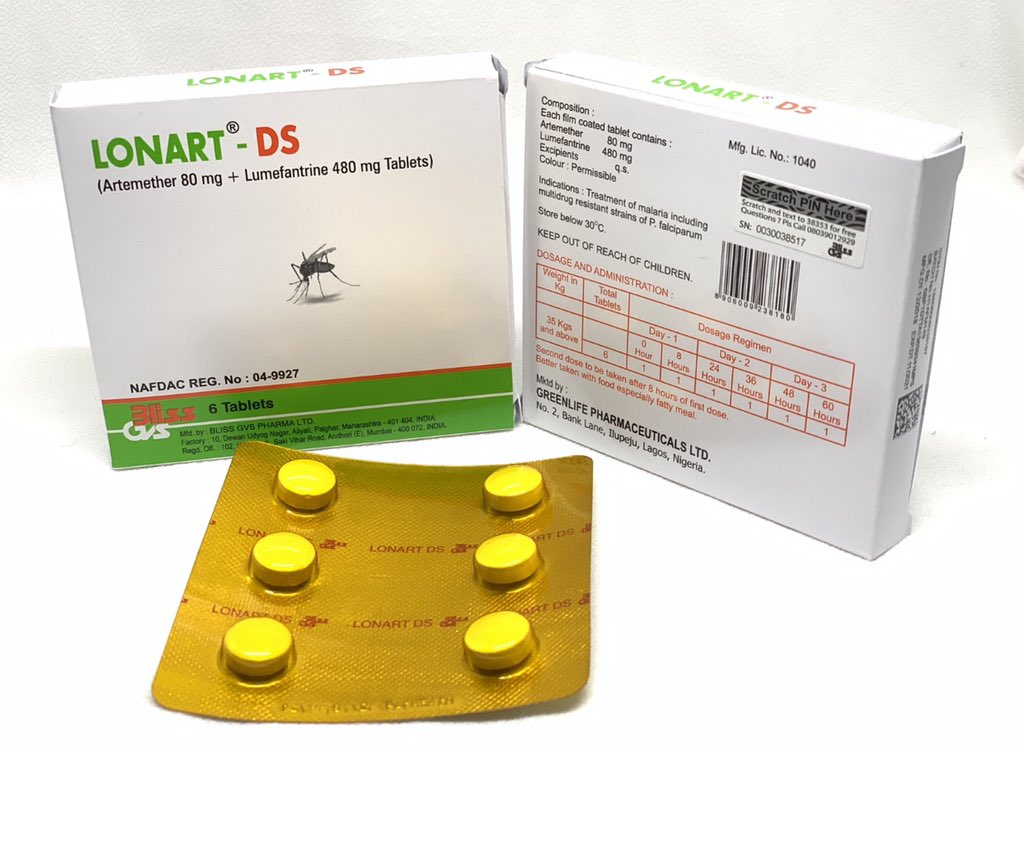 LONART® - DS
LONART® - DS
(Artemether 80 mg + Lumefantrine 480 mg Tablets)
NAFDAC REG. No : 04-9927
Bliss GVS
6 Tablets
Mfd. by : BLISS GVS PHARMA LTD.
Factory : 10, Dewan Udyog Nagar, Aliyali, Palghar, Maharashtra - 401 404, INDIA.
Regd. Off. : 102, Saki Vihar Road, Andheri (E), Mumbai - 400 072, INDIA.
LONART® - DS
Composition :
Each film coated tablet contains :
Artemether 80 mg
Lumefantrine 480 mg
Excipients q.s.
Colour : Permissible
Mfg. Lic. No.: 1040
Indications : Treatment of malaria including
multidrug resistant strains of P. falciparum
Store below 30°C.
KEEP OUT OF REACH OF CHILDREN.
Scratch PIN Here
Scratch and text to 38353 for free
Questions ? Pls Call 08039012929
SN: 0030038517
Bliss GVS
8906009238180
DOSAGE AND ADMINISTRATION :
Weight in Kg Total Tablets Dosage Regimen
Day - 1 Day - 2 Day - 3
0 Hour 8 Hours 24 Hours 36 Hours 48 Hours 60 Hours
35 Kgs and above 6 1 1 1 1 1 1
Second dose to be taken after 8 hours of first dose.
Better taken with food especially fatty meal.
Mktd by :
GREENLIFE PHARMACEUTICALS LTD.
No. 2, Bank Lane, Ilupeju, Lagos, Nigeria.
LONART DS
LONART DS
LONART DS
LONART DS